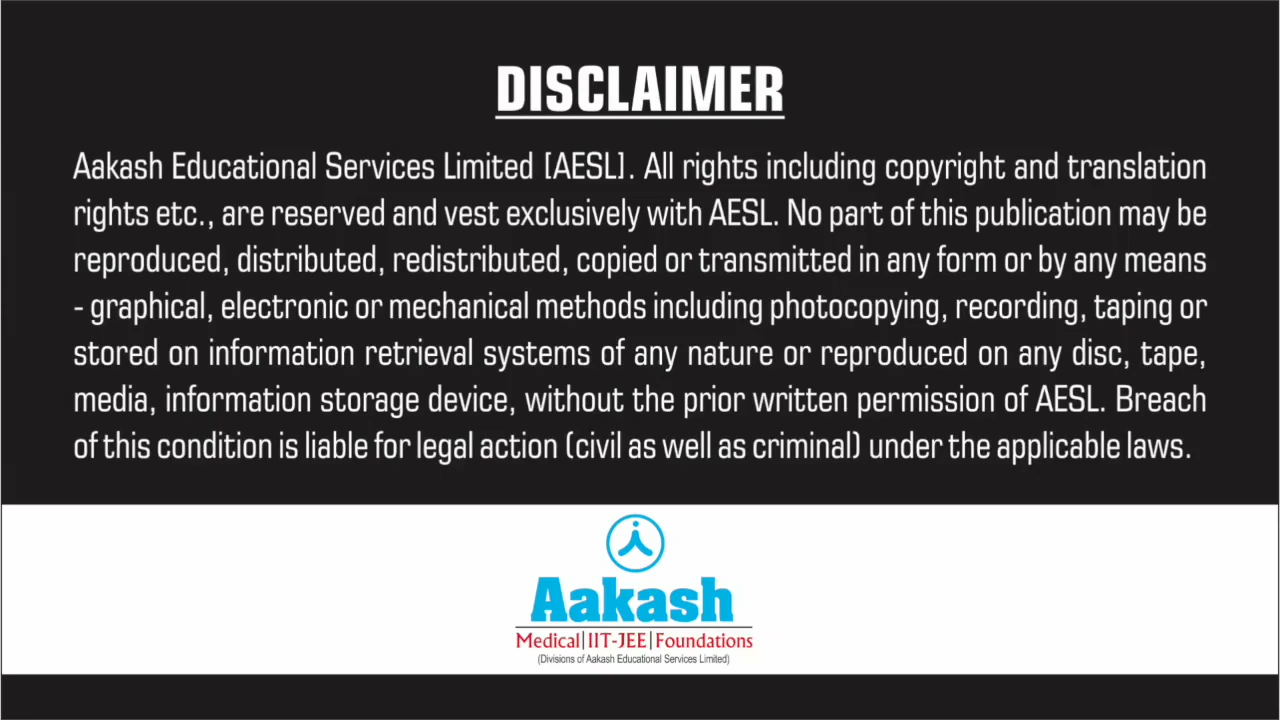 DISCLAIMER
Aakash Educational Services Limited [AESL]. All rights including copyright and translation
rights etc., are reserved and vest exclusively with AESL. No part of this publication may be
reproduced, distributed, redistributed, copied or transmitted in any form or by any means
- graphical, electronic or mechanical methods including photocopying, recording, taping or
stored on information retrieval systems of any nature or reproduced on any disc, tape,
media, information storage device, without the prior written permission of AESL. Breach
of this condition is liable for legal action (civil as well as criminal) under the applicable laws.
Aakash
Medical|IIT-JEE|Foundations
(Divisions of Aakash Educational Services Limited)